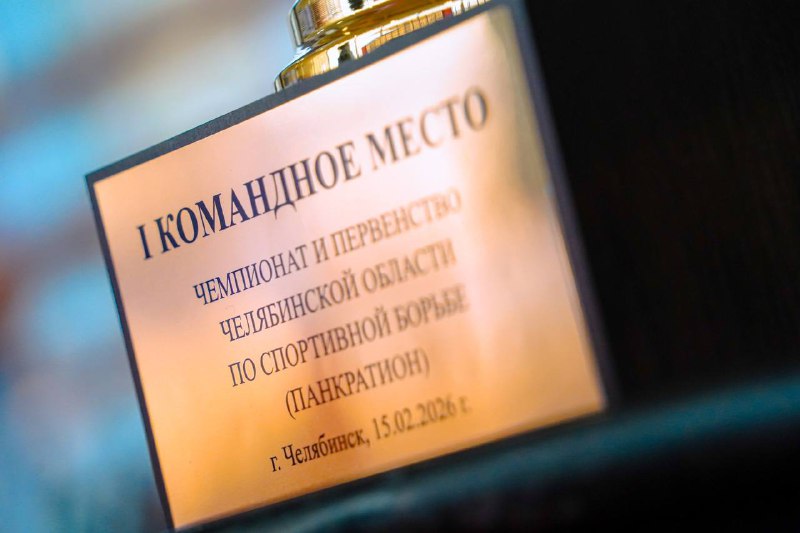 I КОМАНДНОЕ МЕСТО
ЧЕМПИОНАТ И ПЕРВЕНСТВО
ЧЕЛЯБИНСКОЙ ОБЛАСТИ
ПО СПОРТИВНОЙ БОРЬБЕ
(ПАНКРАТИОН)
г. Челябинск, 15.02.2026 г.